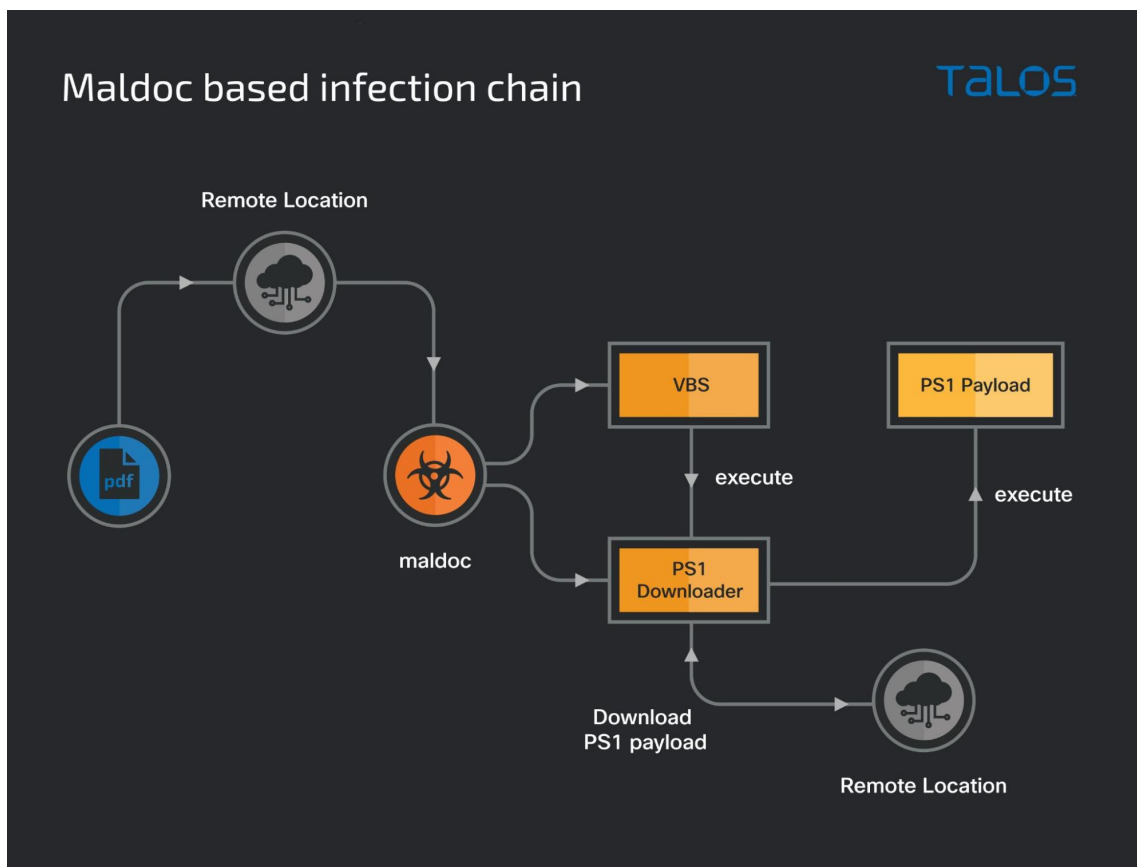 Maldoc based infection chain
TALOS
Remote Location
pdf
maldoc
VBS
execute
PS1
Downloader
PS1 Payload
execute
Download
PS1 payload
Remote Location